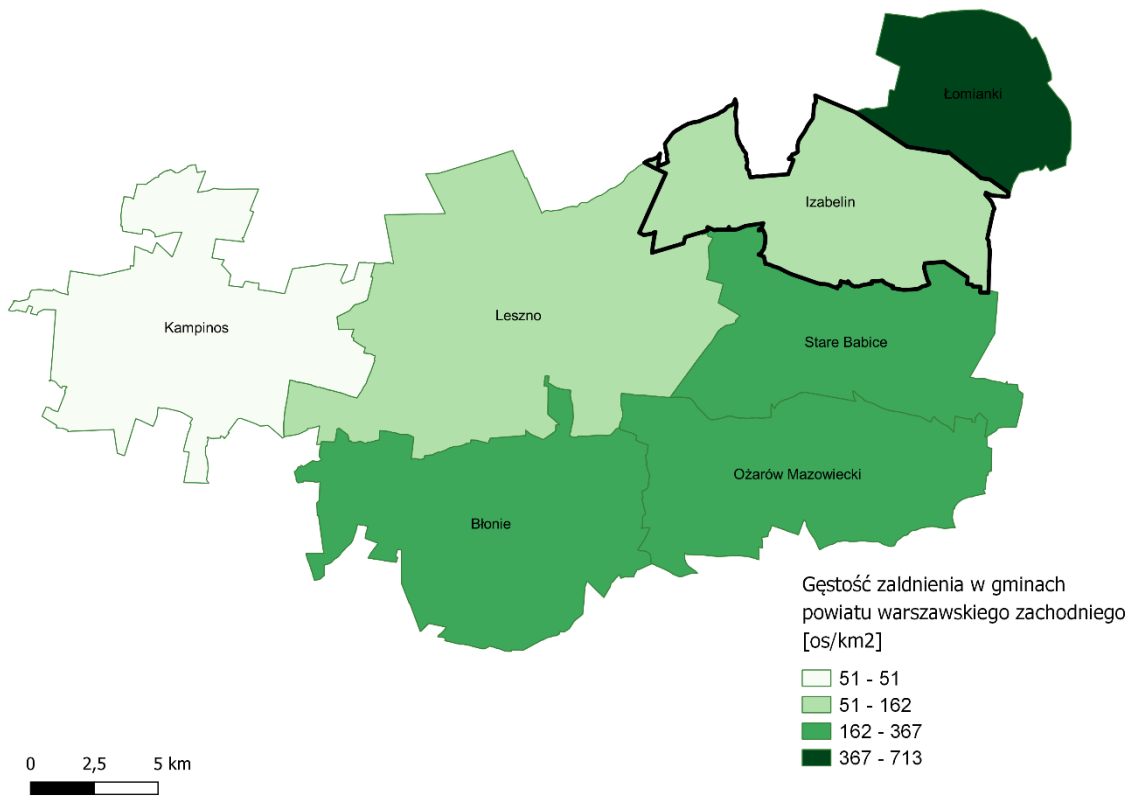 Łomianki
Izabelin
Leszno
Kampinos
Stare Babice
Ożarów Mazowiecki
Błonie
Gęstość zaldnienia w gminach
powiatu warszawskiego zachodniego
[os/km2]
51 - 51
51 - 162
162 - 367
367 - 713
0 2,5 5 km